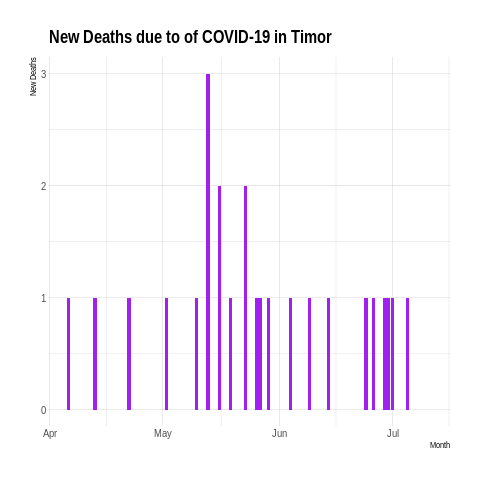 New Deaths due to of COVID-19 in Timor
New Deaths
3
2
1
0
Apr May Jun Jul
Month